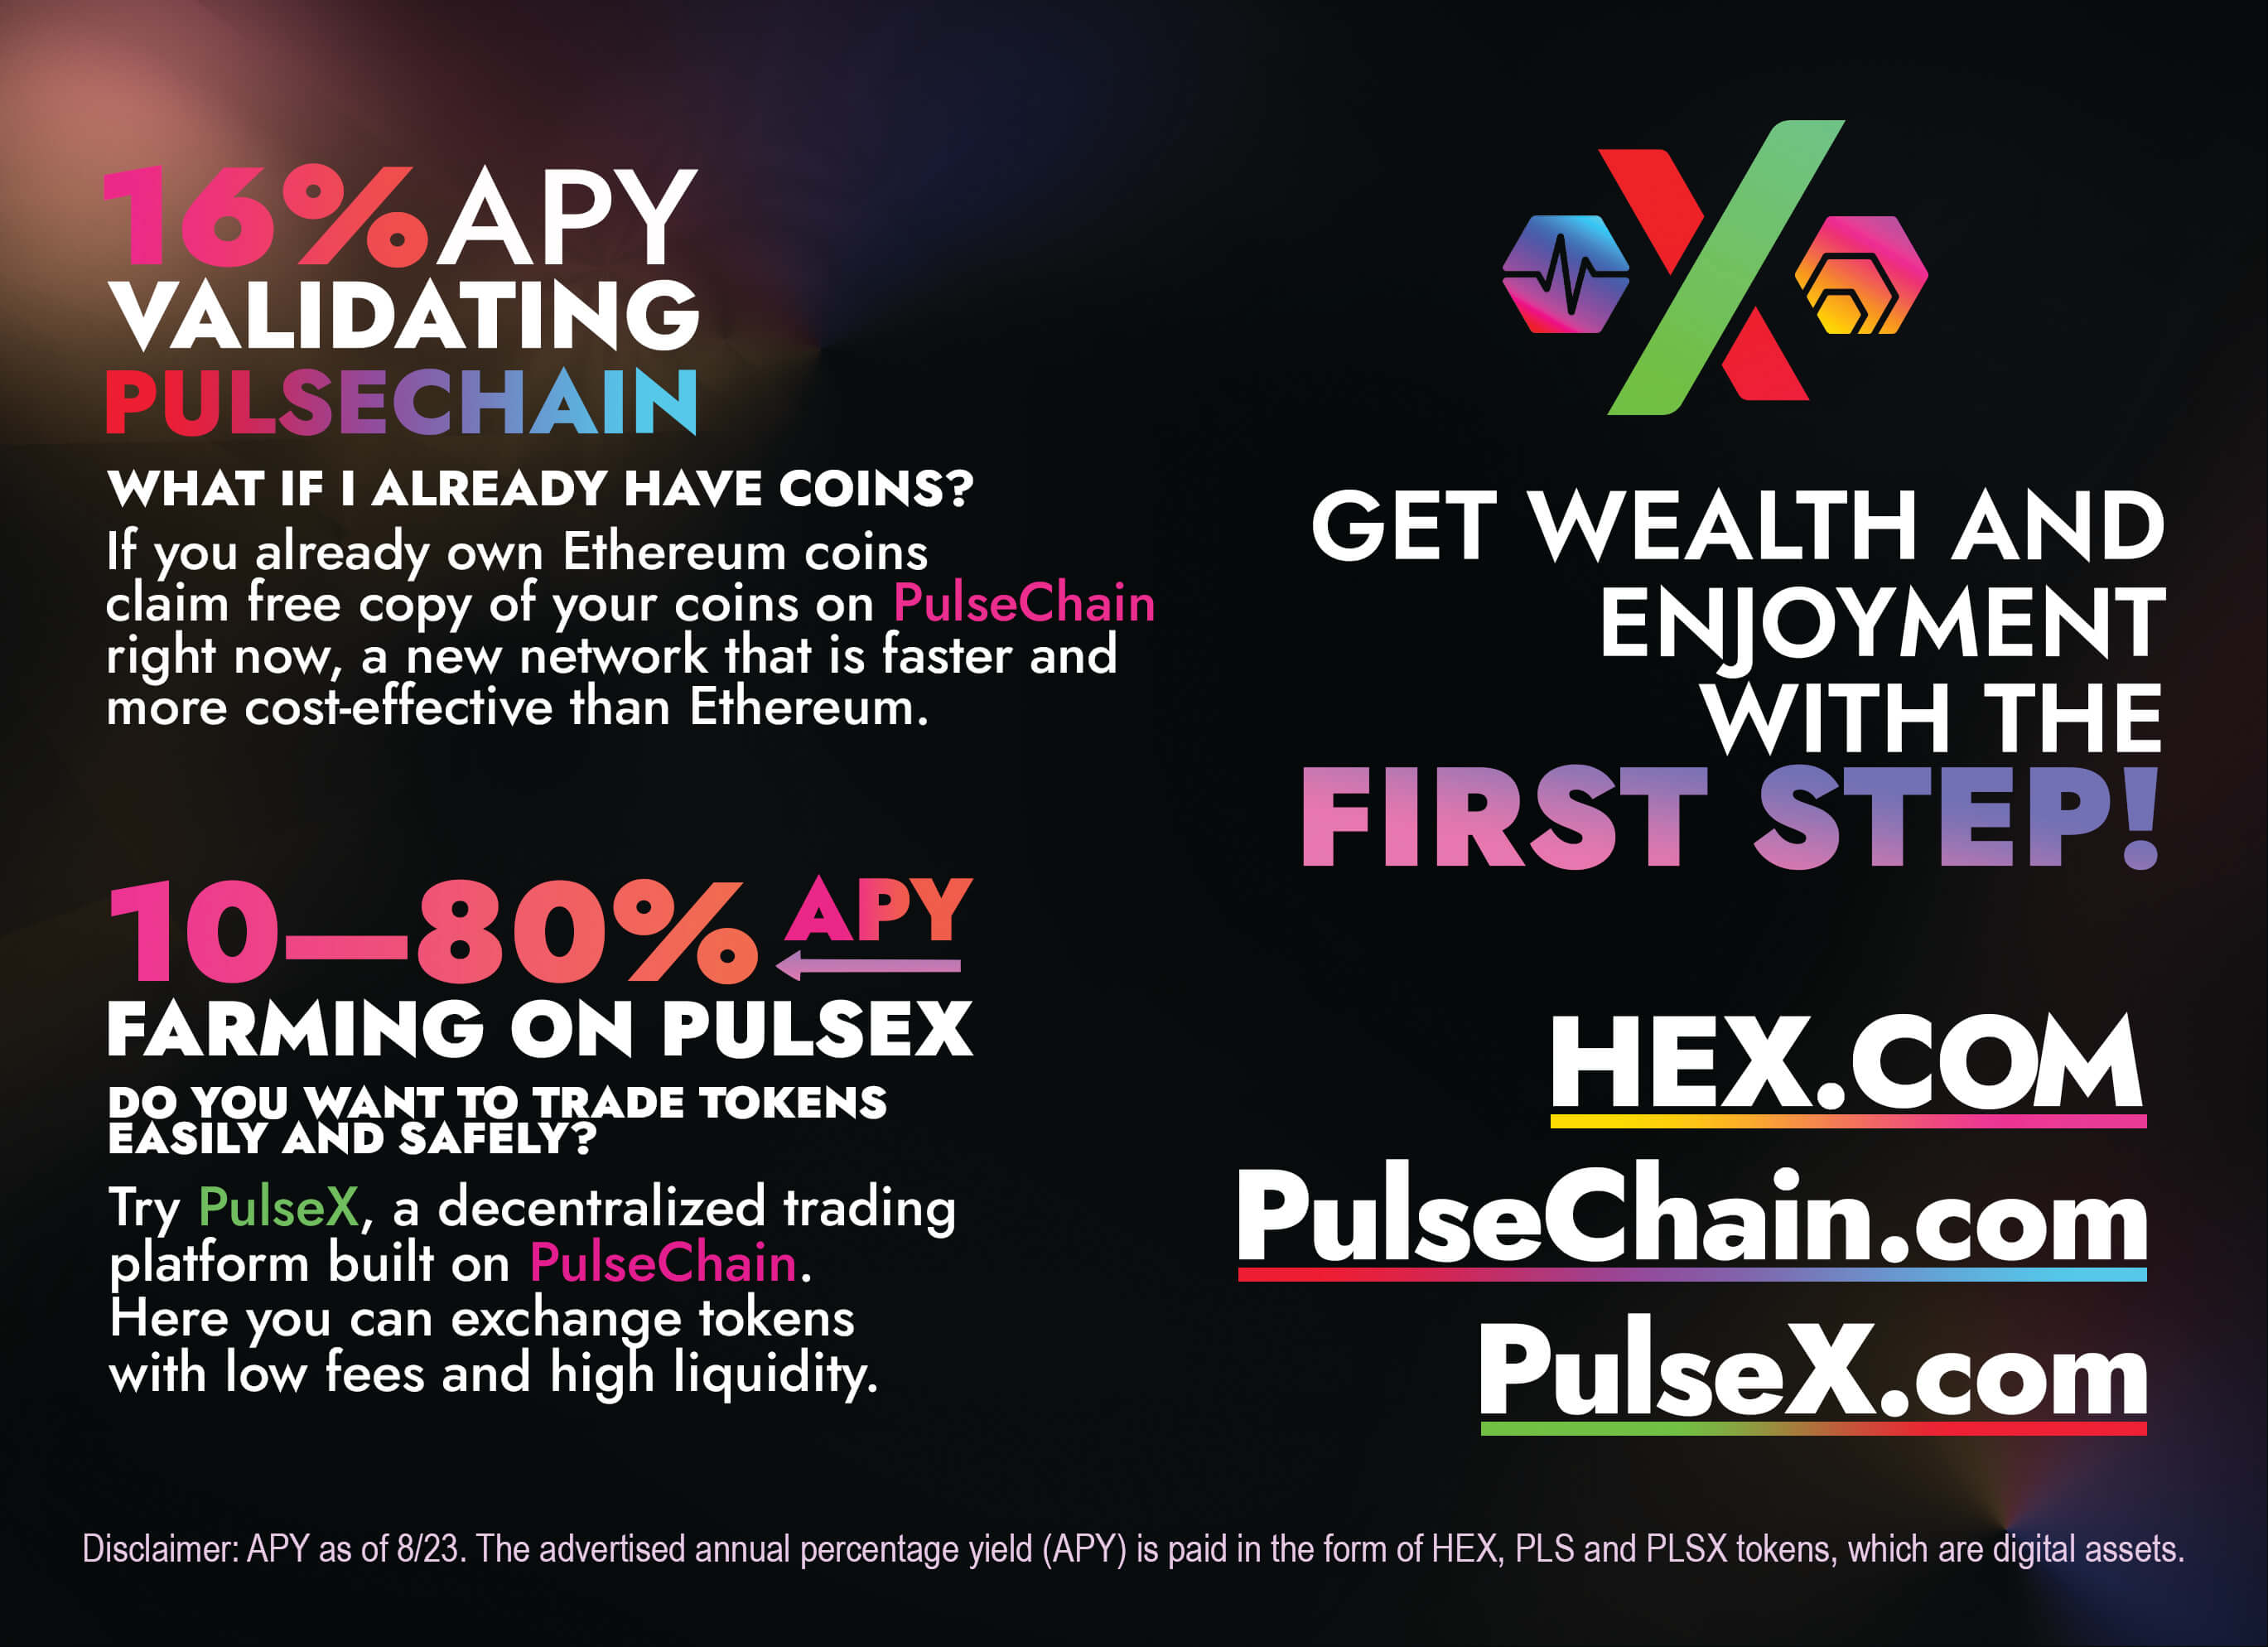 16% APY
VALIDATING
PULSECHAIN
WHAT IF I ALREADY HAVE COINS?
If you already own Ethereum coins
claim free copy of your coins on PulseChain
right now, a new network that is faster and
more cost-effective than Ethereum.
10—80% APY
FARMING ON PULSEX
DO YOU WANT TO TRADE TOKENS
EASILY AND SAFELY?
Try PulseX, a decentralized trading
platform built on PulseChain.
Here you can exchange tokens
with low fees and high liquidity.
GET WEALTH AND
ENJOYMENT
WITH THE
FIRST STEP!
HEX.COM
PulseChain.com
PulseX.com
Disclaimer: APY as of 8/23. The advertised annual percentage yield (APY) is paid in the form of HEX, PLS and PLSX tokens, which are digital assets.